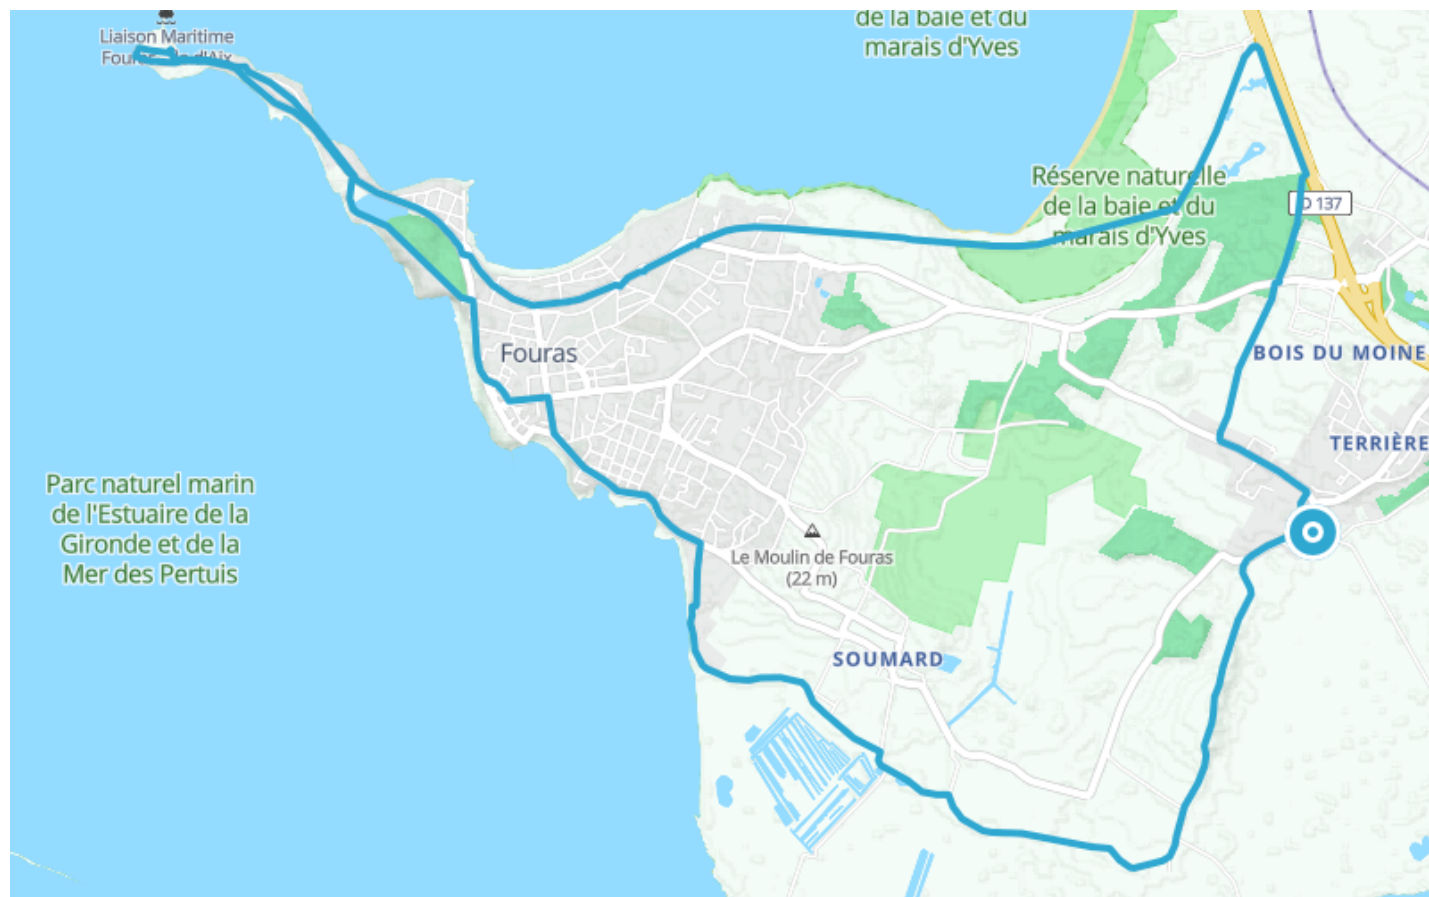 de la baie et du
marais d'Yves
Liaison Maritime
Fouras d'Aix
Réserve naturelle
de la baie et du
marais d'Yves
D 137
Fouras
BOIS DU MOINE
TERRIÈRE
Parc naturel marin
de l'Estuaire de la
Gironde et de la
Mer des Pertuis
Le Moulin de Fouras
(22 m)
SOUMARD